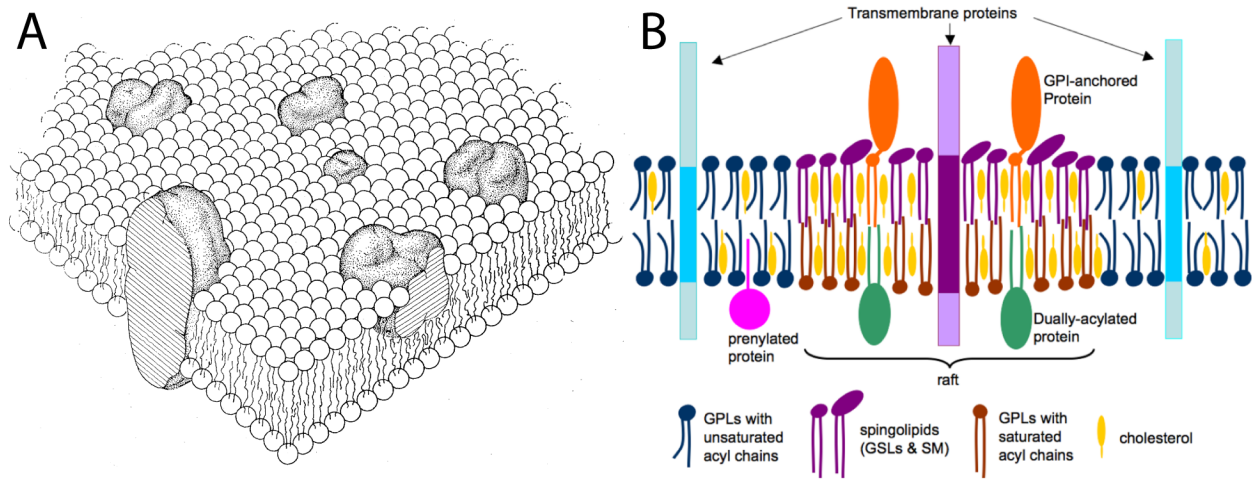 A
B
Transmembrane proteins
GPI-anchored
Protein
prenylated
protein
Dually-acylated
protein
raft
GPLs with
unsaturated
acyl chains
spingolipids
(GSLs & SM)
GPLs with
saturated
acyl chains
cholesterol